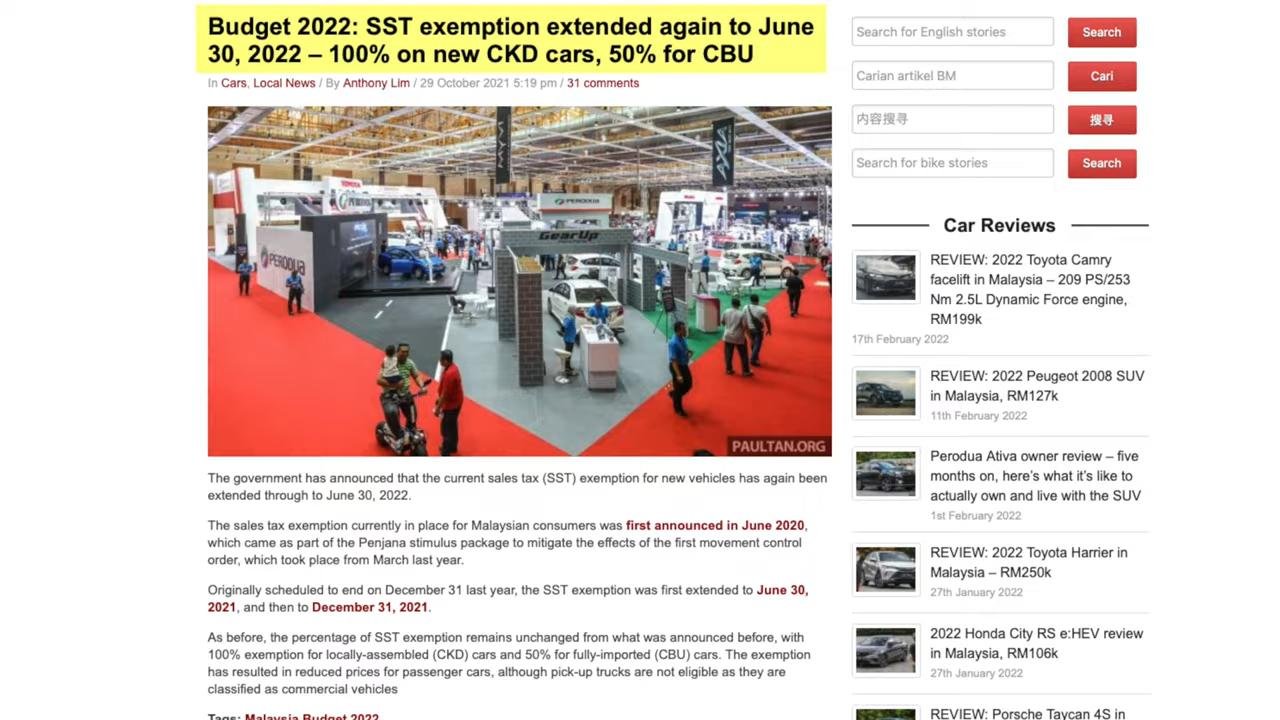 Budget 2022: SST exemption extended again to June
30, 2022 – 100% on new CKD cars, 50% for CBU
In Cars, Local News / By Anthony Lim / 29 October 2021 5:19 pm / 31 comments
MYVI
AXIA
PERODUA
GearUp
PERODUA
PAULTAN.ORG
The government has announced that the current sales tax (SST) exemption for new vehicles has again been
extended through to June 30, 2022.
The sales tax exemption currently in place for Malaysian consumers was first announced in June 2020,
which came as part of the Penjana stimulus package to mitigate the effects of the first movement control
order, which took place from March last year.
Originally scheduled to end on December 31 last year, the SST exemption was first extended to June 30,
2021, and then to December 31, 2021.
As before, the percentage of SST exemption remains unchanged from what was announced before, with
100% exemption for locally-assembled (CKD) cars and 50% for fully-imported (CBU) cars. The exemption
has resulted in reduced prices for passenger cars, although pick-up trucks are not eligible as they are
classified as commercial vehicles
Tags: Malaysia Budget 2022
Search for English stories
Search
Carian artikel BM
Cari
内容搜寻
搜寻
Search for bike stories
Search
Car Reviews
REVIEW: 2022 Toyota Camry
facelift in Malaysia – 209 PS/253
Nm 2.5L Dynamic Force engine,
RM199k
17th February 2022
REVIEW: 2022 Peugeot 2008 SUV
in Malaysia, RM127k
11th February 2022
Perodua Ativa owner review – five
months on, here's what it's like to
actually own and live with the SUV
1st February 2022
REVIEW: 2022 Toyota Harrier in
Malaysia – RM250k
27th January 2022
2022 Honda City RS e:HEV review
in Malaysia, RM106k
27th January 2022
REVIEW: Porsche Taycan 4S in